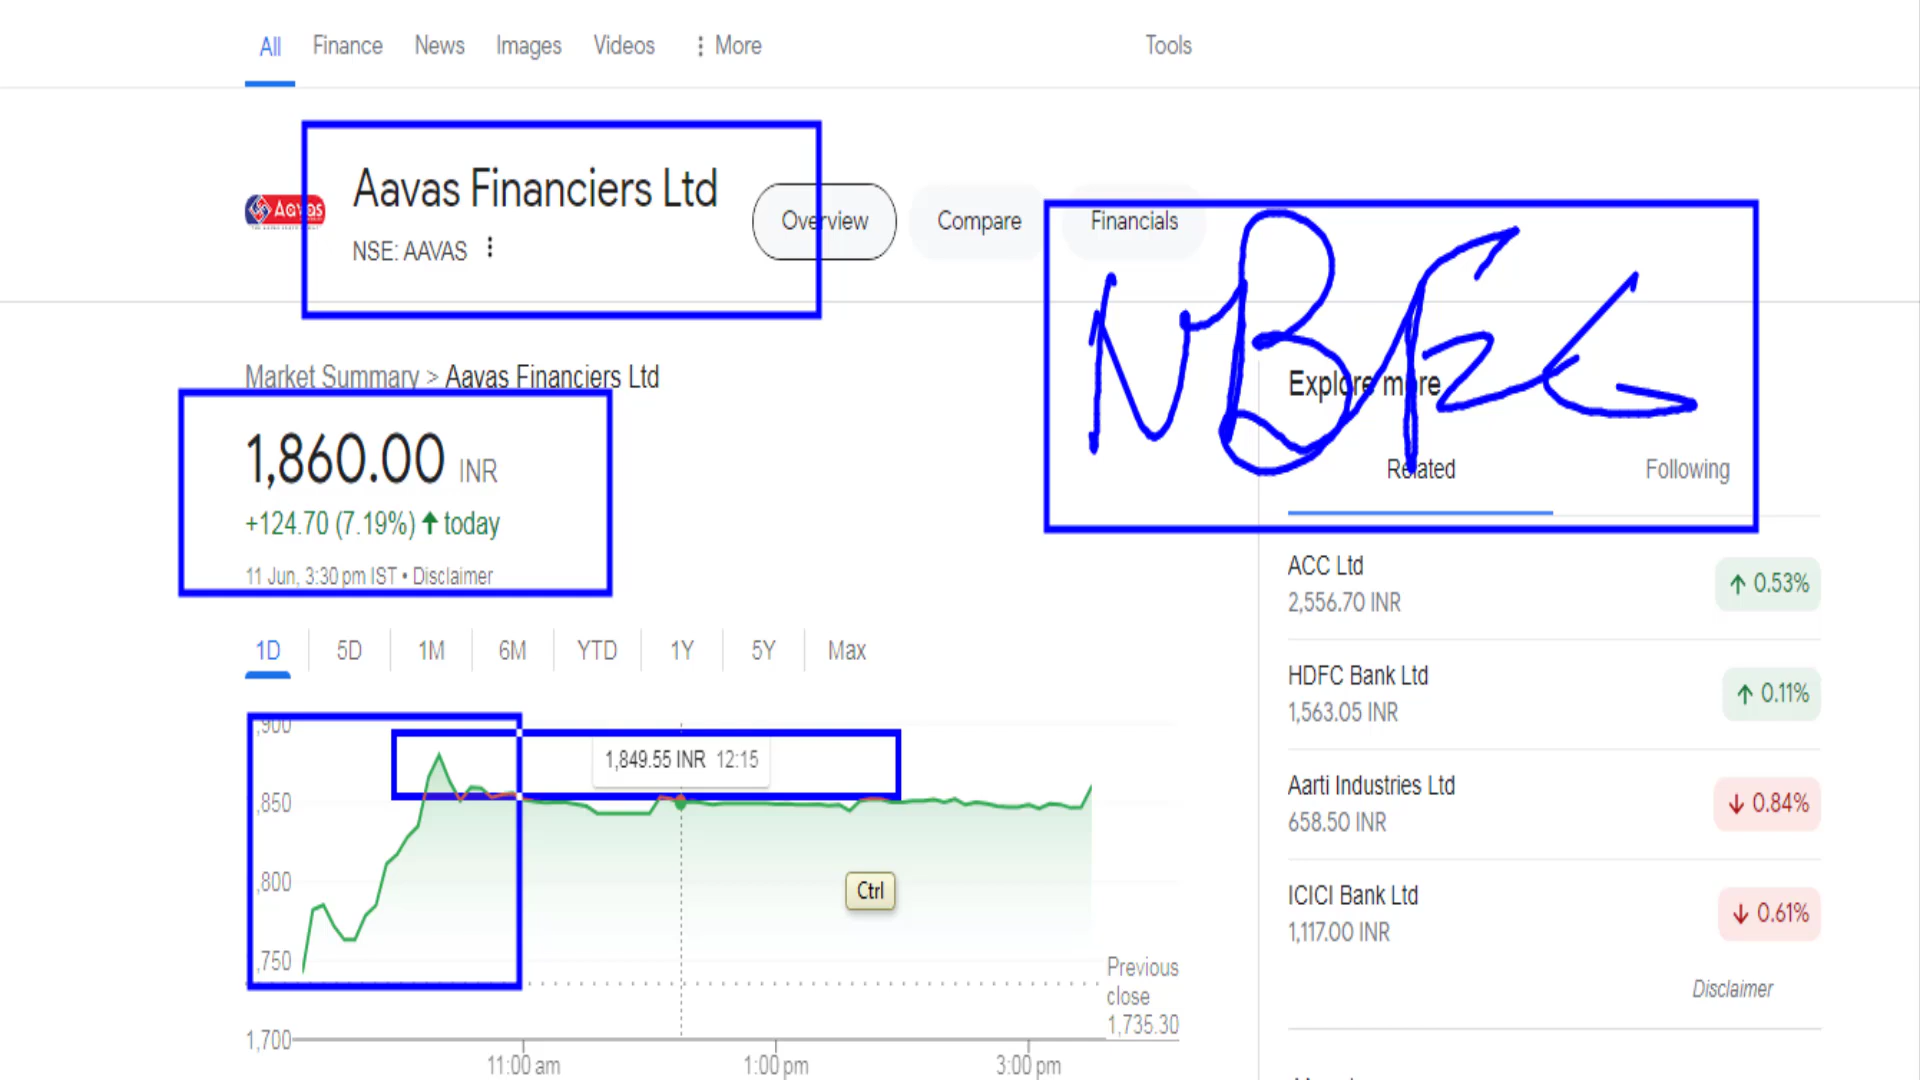 All Finance News Images Videos More Tools
Aavas
Aavas Financiers Ltd
NSE: AAVAS
Overview Compare Financials
NBFC
Market Summary > Aavas Financiers Ltd
1,860.00 INR
+124.70 (7.19%) today
11 Jun, 3:30 pm IST • Disclaimer
1D 5D 1M 6M YTD 1Y 5Y Max
,900
1,849.55 INR 12:15
,850
,800
Ctrl
,750
1,700
Previous
close
1,735.30
11:00 am 1:00 pm 3:00 pm
Explore more
Related Following
ACC Ltd
2,556.70 INR
0.53%
HDFC Bank Ltd
1,563.05 INR
0.11%
Aarti Industries Ltd
658.50 INR
0.84%
ICICI Bank Ltd
1,117.00 INR
0.61%
Disclaimer